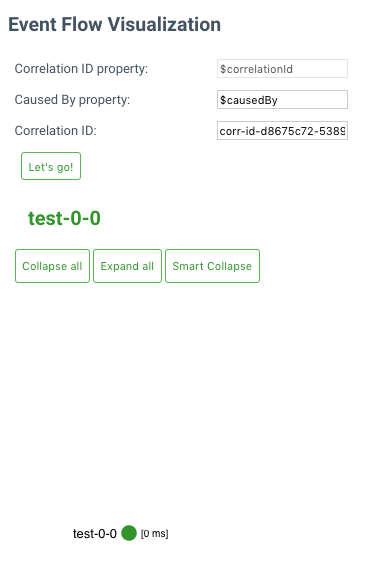 Event Flow Visualization
Correlation ID property: $correlationId
Caused By property: $causedBy
Correlation ID: corr-id-d8675c72-5389
Let's go!
test-0-0
Collapse all Expand all Smart Collapse
test-0-0 [0 ms]